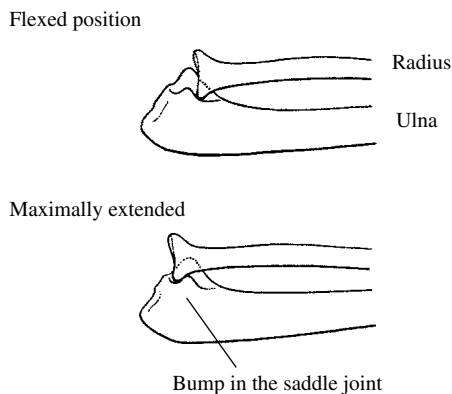 Flexed position
Radius
Ulna
Maximally extended
Bump in the saddle joint